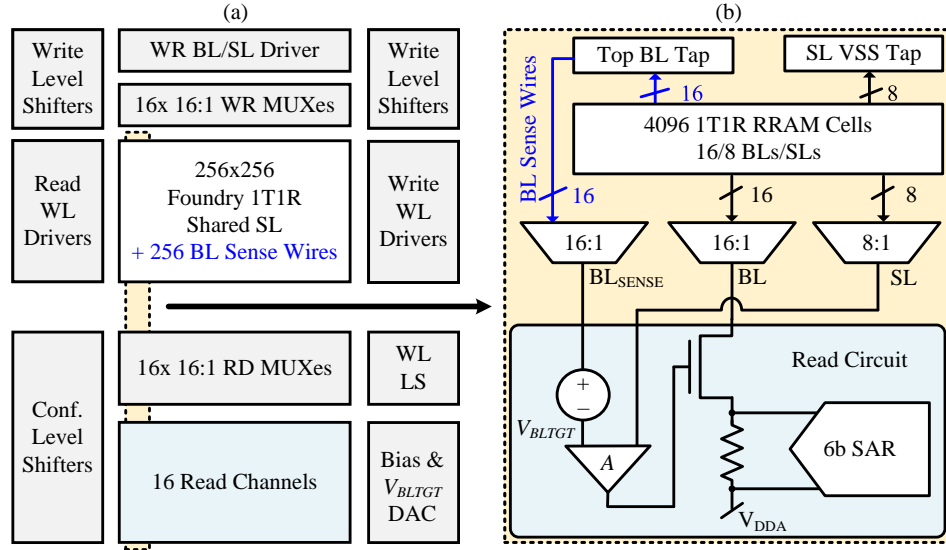 (a)
Write
Level
Shifters
WR BL/SL Driver
16x 16:1 WR MUXes
Write
Level
Shifters
Read
WL
Drivers
256x256
Foundry 1T1R
Shared SL
+ 256 BL Sense Wires
Write
WL
Drivers
Conf.
Level
Shifters
16x 16:1 RD MUXes
WL
LS
16 Read Channels
Bias &
V_BLTGT
DAC
(b)
Top BL Tap
SL VSS Tap
BL Sense Wires
16
8
4096 1T1R RRAM Cells
16/8 BLs/SLs
16
16
8
16:1
16:1
8:1
BL_SENSE
BL
SL
Read Circuit
+
−
V_BLTGT
A
6b SAR
V_DDA